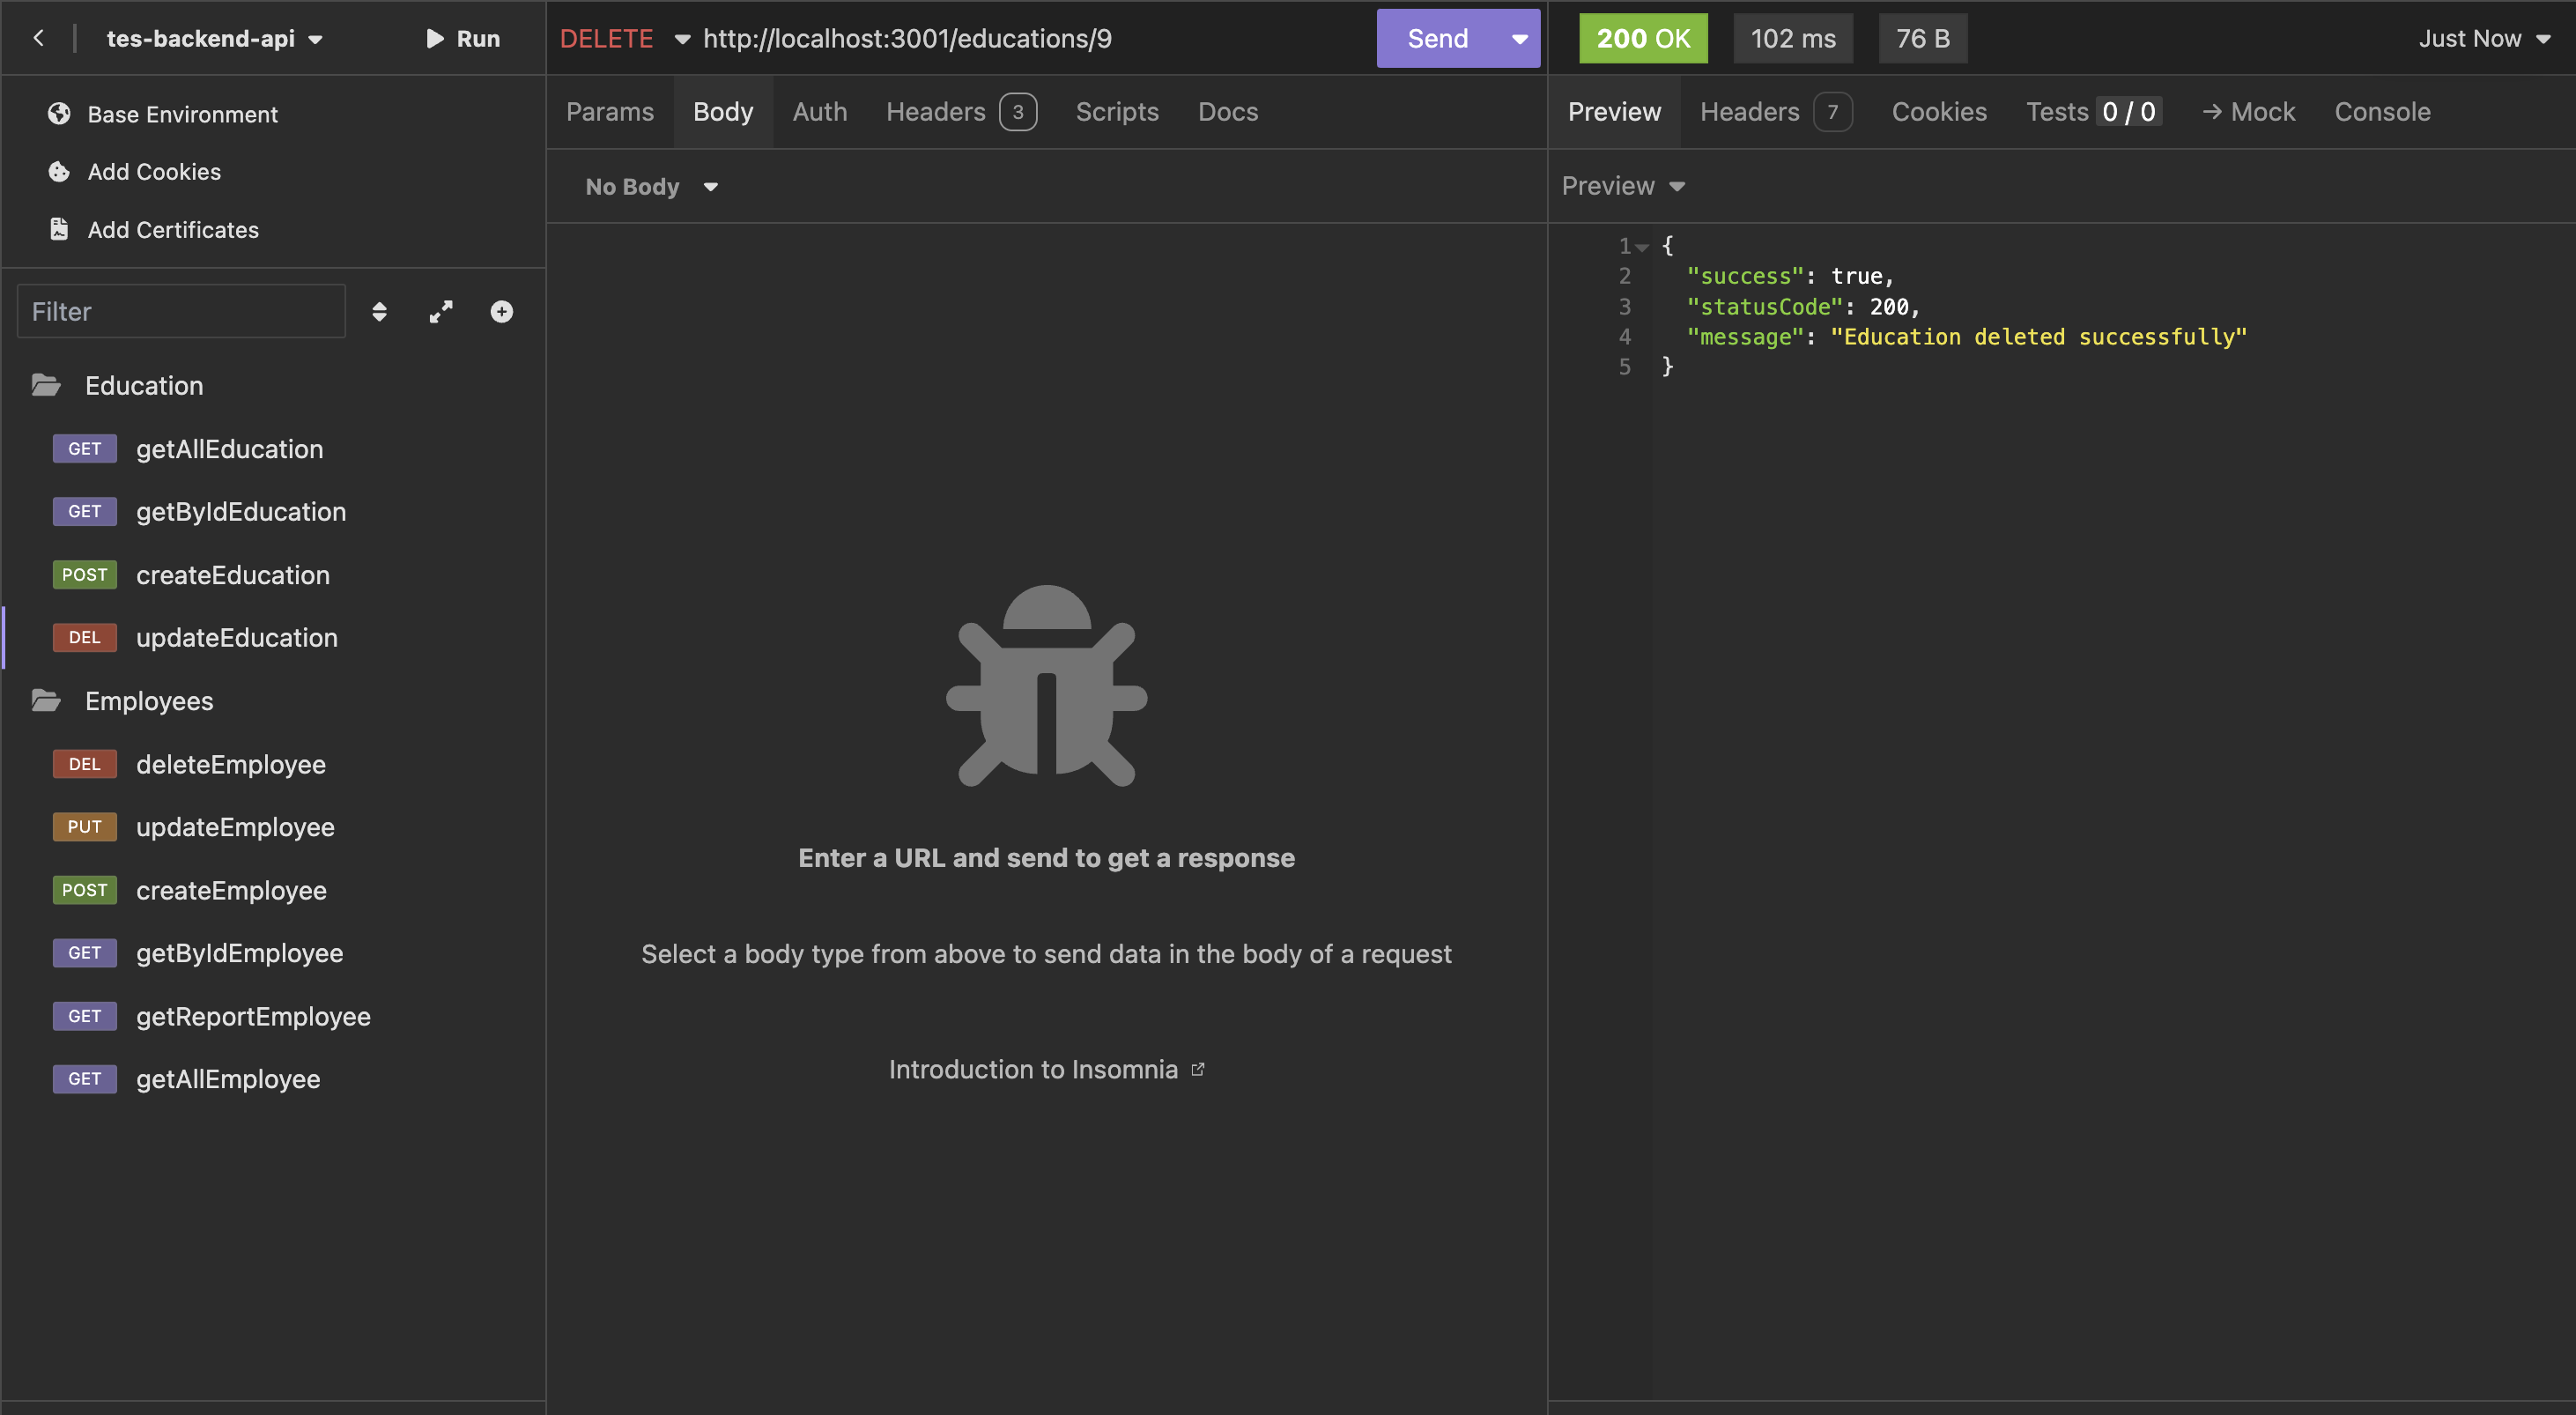 tes-backend-api
Run
Base Environment
Add Cookies
Add Certificates
Filter
Education
GET getAllEducation
GET getByIdEducation
POST createEducation
DEL updateEducation
Employees
DEL deleteEmployee
PUT updateEmployee
POST createEmployee
GET getByIdEmployee
GET getReportEmployee
GET getAllEmployee
DELETE http://localhost:3001/educations/9 Send
Params Body Auth Headers 3 Scripts Docs
No Body
Enter a URL and send to get a response
Select a body type from above to send data in the body of a request
Introduction to Insomnia
200 OK 102 ms 76 B Just Now
Preview Headers 7 Cookies Tests 0 / 0 → Mock Console
Preview
1 {
2 "success": true,
3 "statusCode": 200,
4 "message": "Education deleted successfully"
5 }